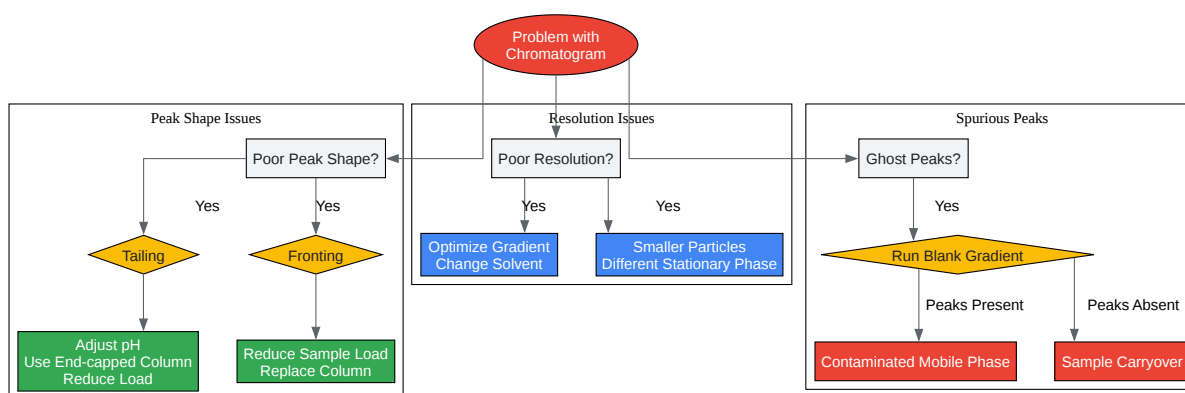 Problem with
Chromatogram
Peak Shape Issues
Poor Peak Shape?
Yes
Yes
Tailing
Fronting
Adjust pH
Use End-capped Column
Reduce Load
Reduce Sample Load
Replace Column
Resolution Issues
Poor Resolution?
Yes
Yes
Optimize Gradient
Change Solvent
Smaller Particles
Different Stationary Phase
Spurious Peaks
Ghost Peaks?
Yes
Run Blank Gradient
Peaks Present
Peaks Absent
Contaminated Mobile Phase
Sample Carryover